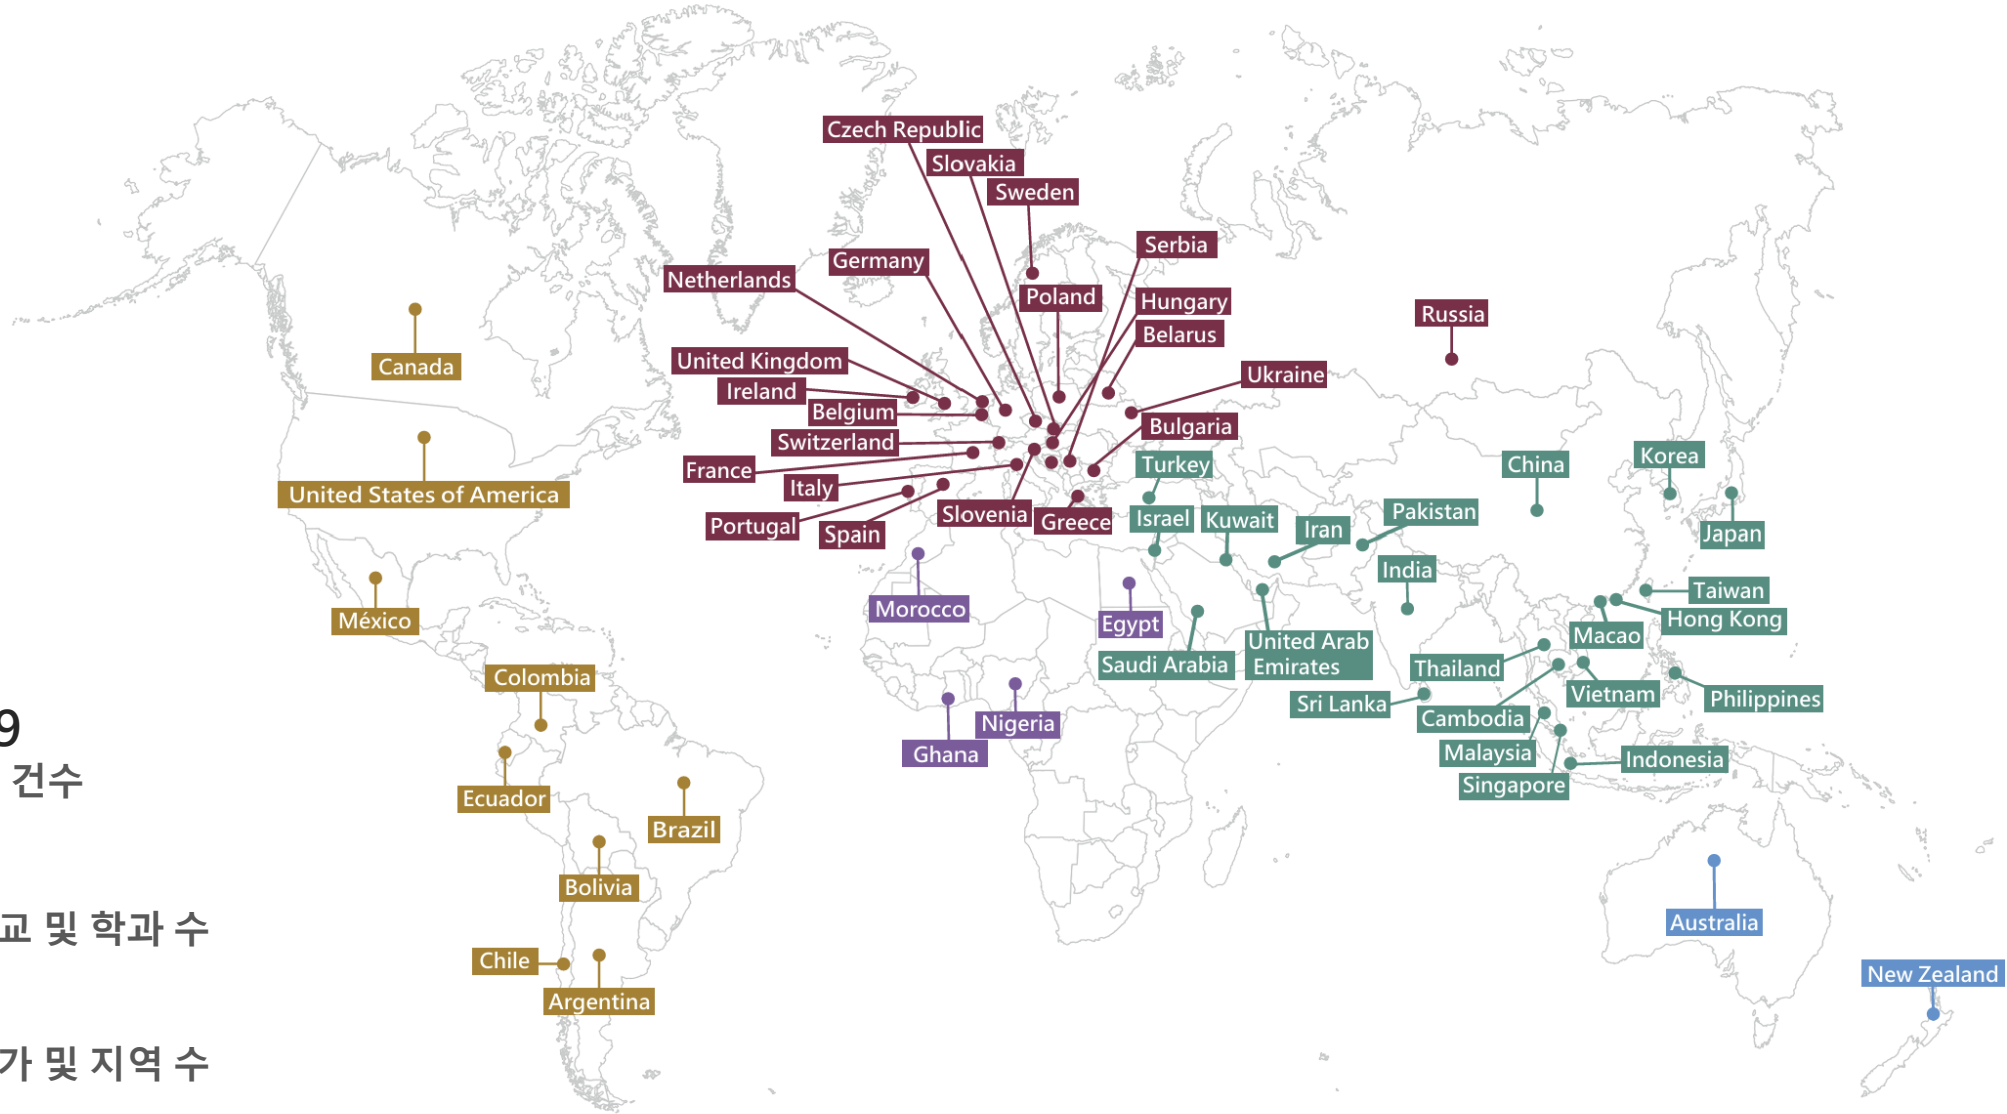 Czech Republic
Slovakia
Sweden
Serbia
Germany
Netherlands
Poland
Hungary
Belarus
Russia
United Kingdom
Ireland
Belgium
Switzerland
France
Italy
Portugal
Spain
Slovenia
Greece
Ukraine
Bulgaria
Canada
United States of America
México
Colombia
Ecuador
Brazil
Bolivia
Chile
Argentina
Morocco
Egypt
Nigeria
Ghana
Turkey
Israel
Kuwait
Iran
Pakistan
India
Saudi Arabia
United Arab
Emirates
China
Korea
Japan
Taiwan
Hong Kong
Macao
Thailand
Sri Lanka
Vietnam
Cambodia
Philippines
Malaysia
Singapore
Indonesia
Australia
New Zealand
9
건수
교 및 학과 수
가 및 지역 수